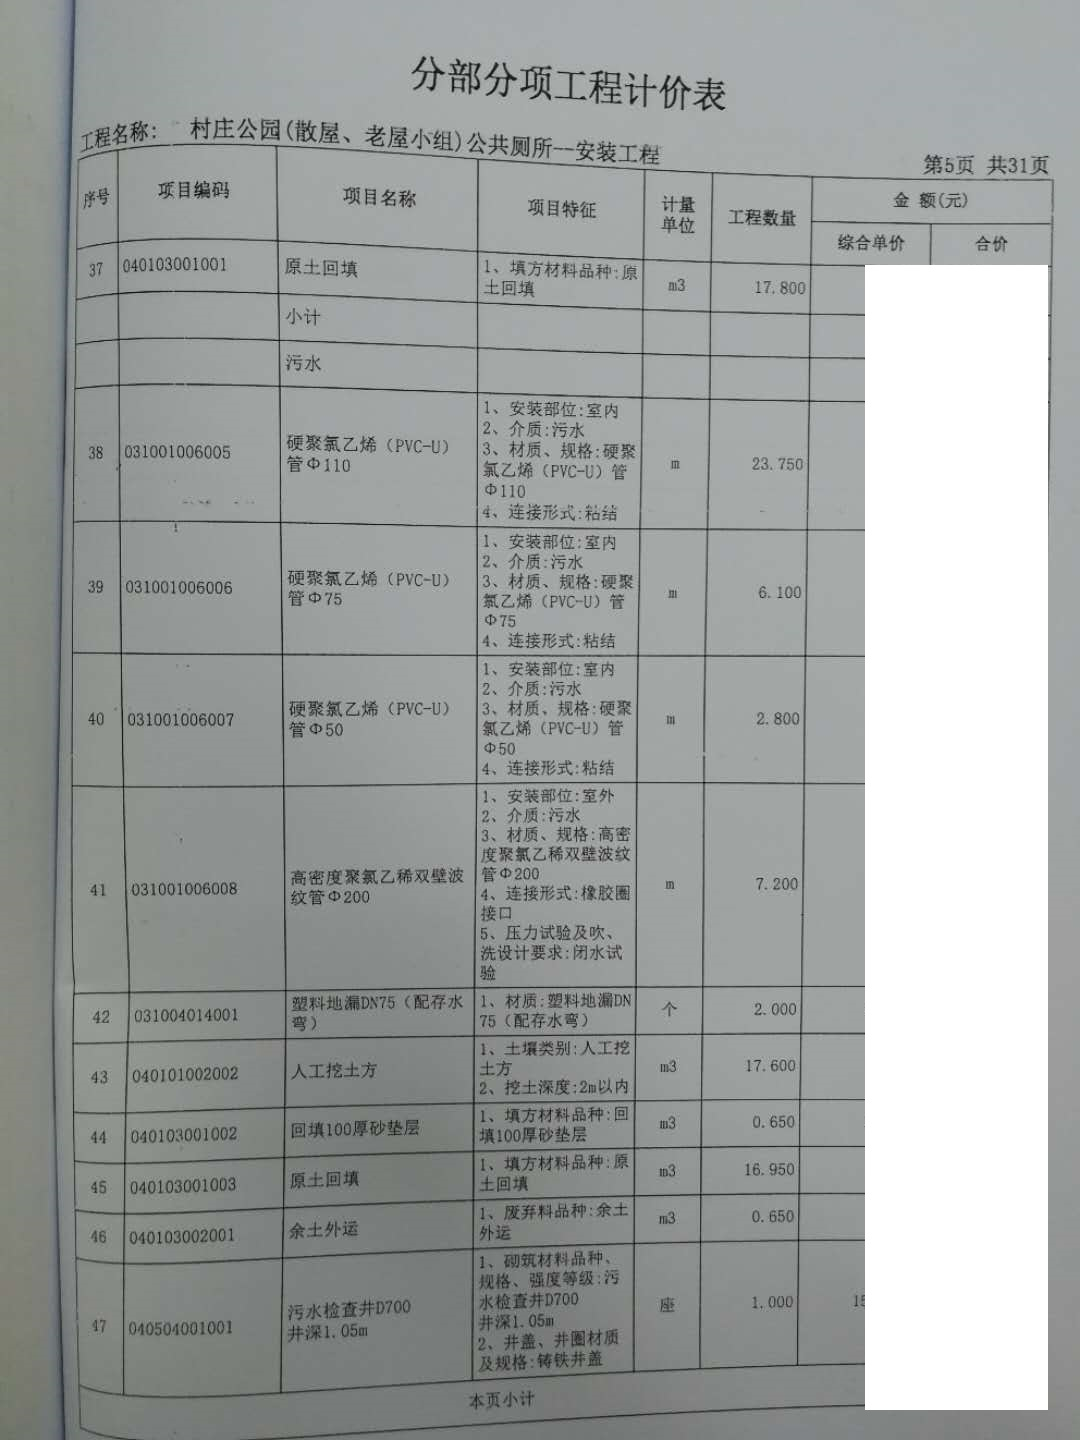 分部分项工程计价表
工程名称: 村庄公园(散屋、老屋小组)公共厕所--安装工程
第5页 共31页
序号 项目编码 项目名称 项目特征 计量单位 工程数量 金 额(元)
综合单价 合价
37 040103001001 原土回填 1、填方材料品种:原 m3 17.800
土回填
小计
污水
38 031001006005 硬聚氯乙烯（PVC-U） 1、安装部位:室内 m 23.750
管Φ110 2、介质:污水
3、材质、规格:硬聚
氯乙烯（PVC-U）管
Φ110
4、连接形式:粘结
39 031001006006 硬聚氯乙烯（PVC-U） 1、安装部位:室内 m 6.100
管Φ75 2、介质:污水
3、材质、规格:硬聚
氯乙烯（PVC-U）管
Φ75
4、连接形式:粘结
40 031001006007 硬聚氯乙烯（PVC-U） 1、安装部位:室内 m 2.800
管Φ50 2、介质:污水
3、材质、规格:硬聚
氯乙烯（PVC-U）管
Φ50
4、连接形式:粘结
41 031001006008 高密度聚氯乙稀双壁波 1、安装部位:室外 m 7.200
纹管Φ200 2、介质:污水
3、材质、规格:高密
度聚氯乙稀双壁波纹
管Φ200
4、连接形式:橡胶圈
接口
5、压力试验及吹、
洗设计要求:闭水试
验
42 031004014001 塑料地漏DN75（配存水 1、材质:塑料地漏DN 个 2.000
弯） 75（配存水弯）
43 040101002002 人工挖土方 1、土壤类别:人工挖 m3 17.600
土方
2、挖土深度:2m以内
44 040103001002 回填100厚砂垫层 1、填方材料品种:回 m3 0.650
填100厚砂垫层
45 040103001003 原土回填 1、填方材料品种:原 m3 16.950
土回填
46 040103002001 余土外运 1、废弃料品种:余土 m3 0.650
外运
47 040504001001 污水检查井D700 1、砌筑材料品种、 座 1.000 15
井深1.05m 规格、强度等级:污
水检查井D700
井深1.05m
2、井盖、井圈材质
及规格:铸铁井盖
本页小计